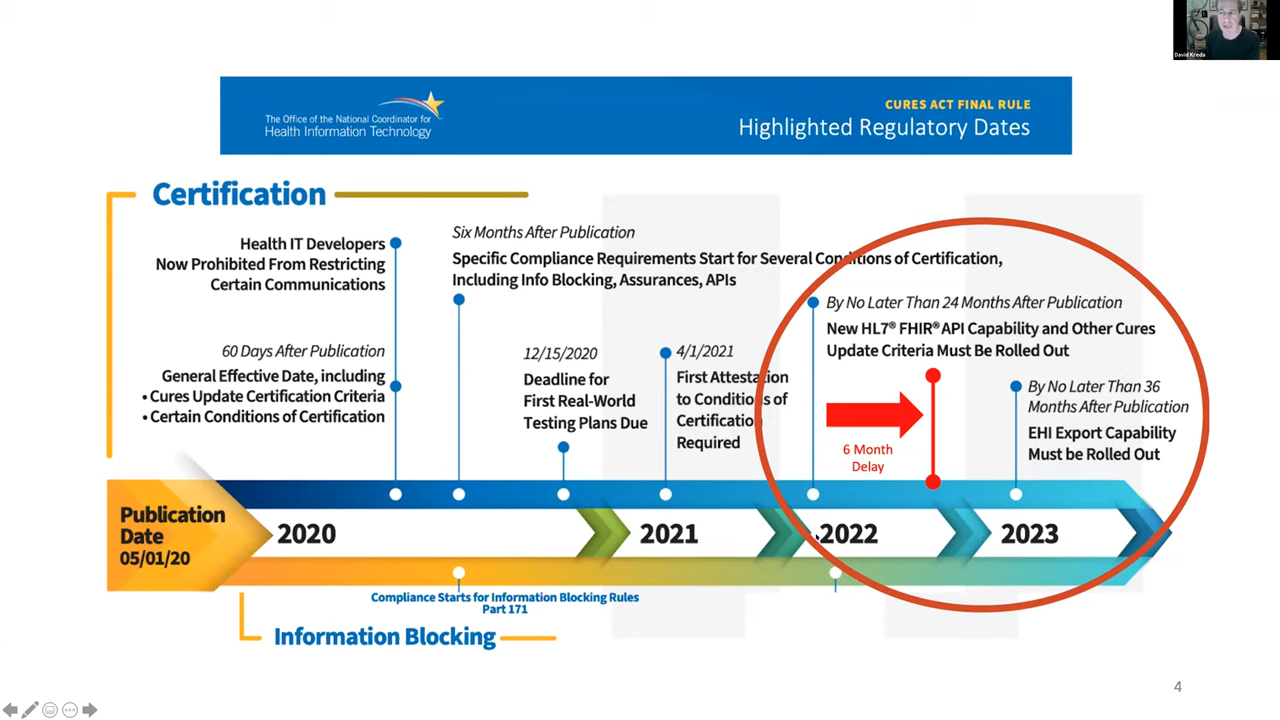 David Kreda
The Office of the National Coordinator for
Health Information Technology
CURES ACT FINAL RULE
Highlighted Regulatory Dates
Certification
Health IT Developers
Now Prohibited From Restricting
Certain Communications
60 Days After Publication
General Effective Date, including
• Cures Update Certification Criteria
• Certain Conditions of Certification
Six Months After Publication
Specific Compliance Requirements Start for Several Conditions of Certification,
Including Info Blocking, Assurances, APIs
12/15/2020
Deadline for
First Real-World
Testing Plans Due
4/1/2021
First Attestation
to Conditions of
Certification
Required
By No Later Than 24 Months After Publication
New HL7® FHIR® API Capability and Other Cures
Update Criteria Must Be Rolled Out
6 Month
Delay
By No Later Than 36
Months After Publication
EHI Export Capability
Must be Rolled Out
Publication
Date
05/01/20
2020
2021
2022
2023
Compliance Starts for Information Blocking Rules
Part 171
Information Blocking
4